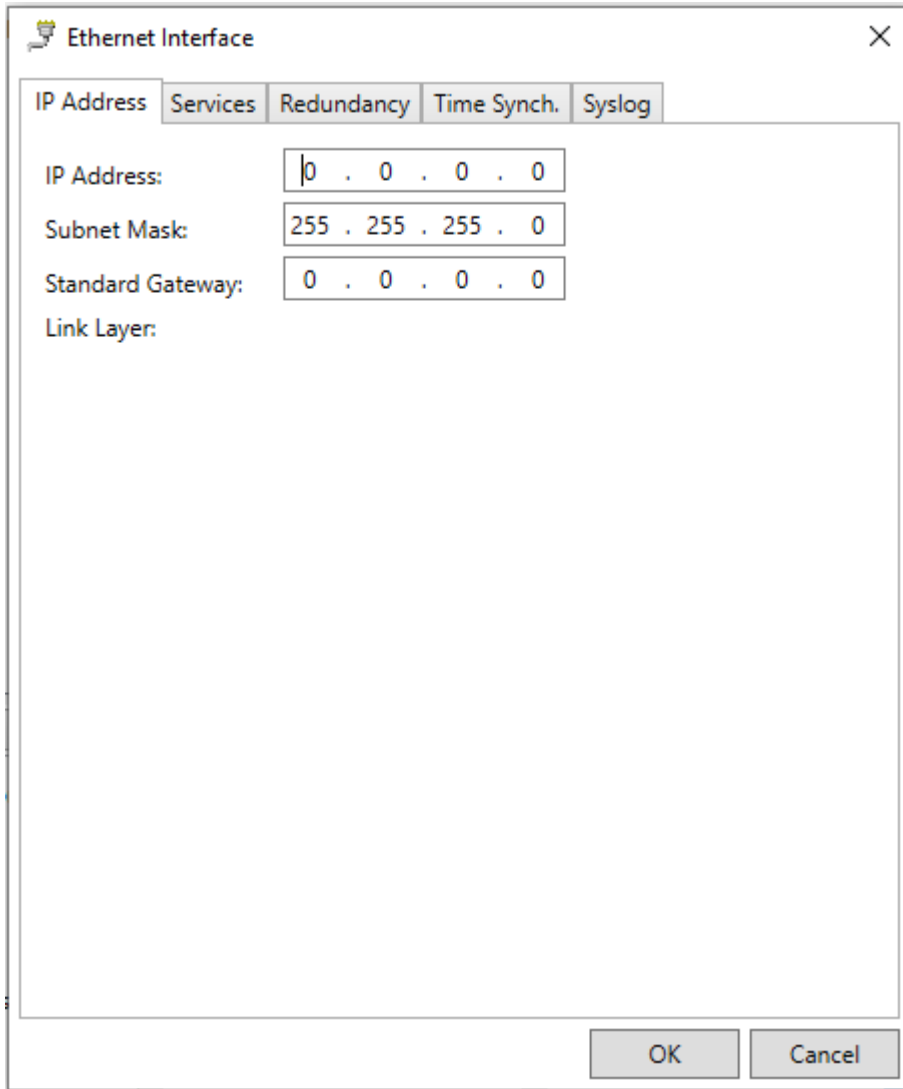 Ethernet Interface
IP Address Services Redundancy Time Synch. Syslog
IP Address: 0 . 0 . 0 . 0
Subnet Mask: 255 . 255 . 255 . 0
Standard Gateway: 0 . 0 . 0 . 0
Link Layer:
OK Cancel